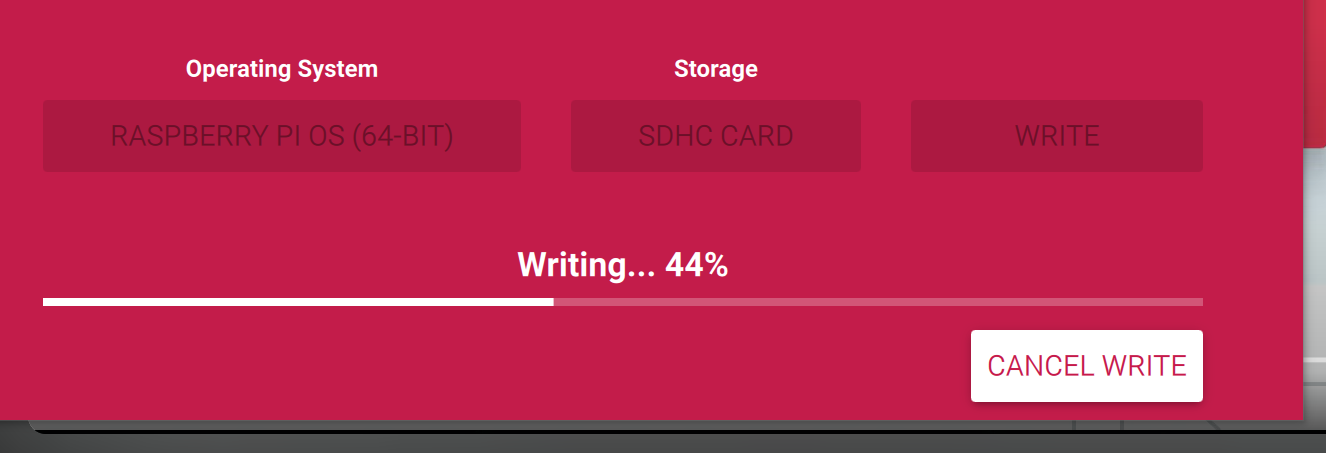 Operating System Storage
RASPBERRY PI OS (64-BIT) SDHC CARD WRITE
Writing... 44%
CANCEL WRITE